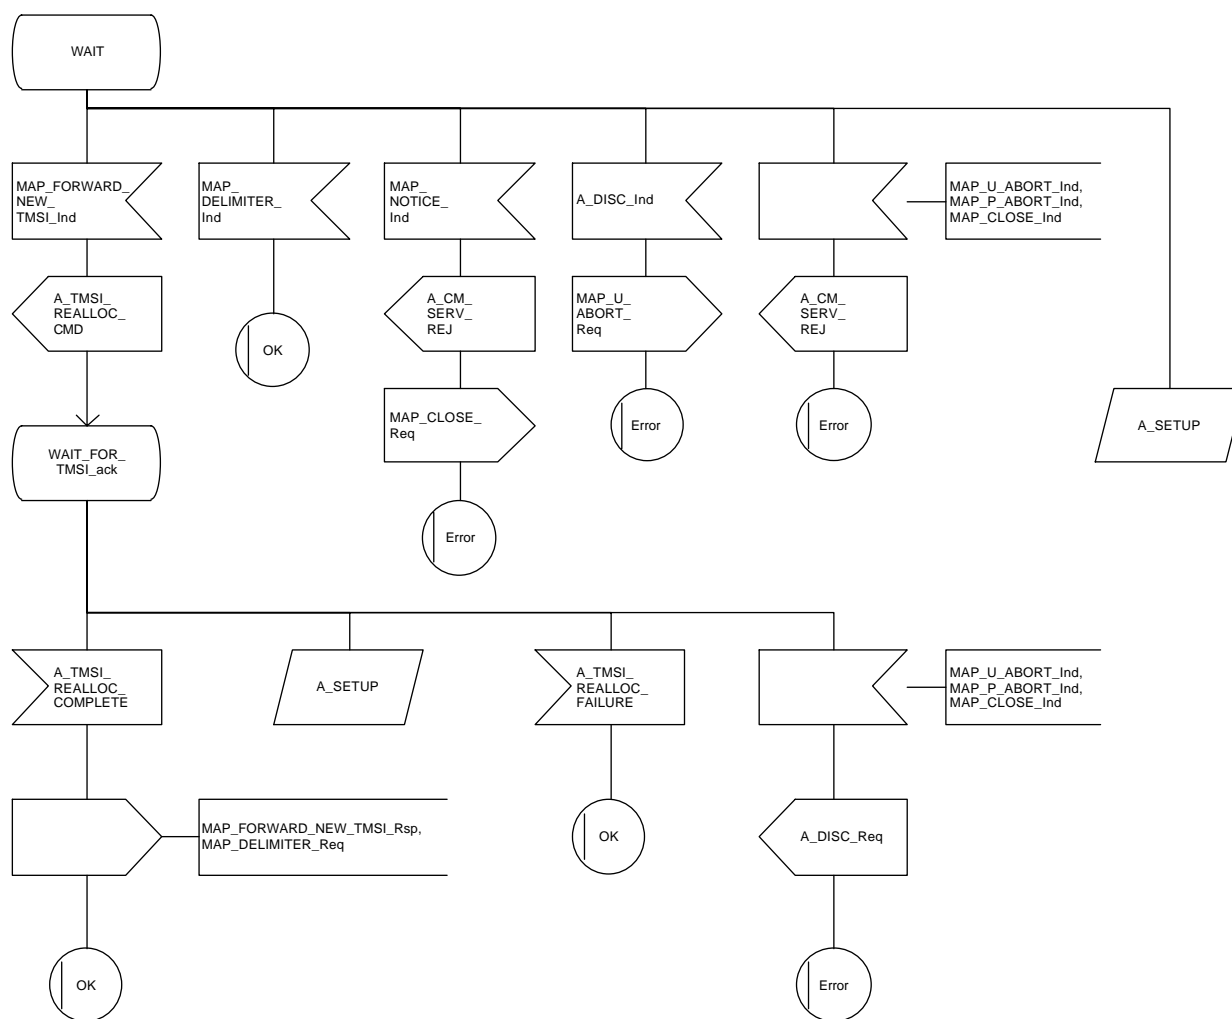 WAIT
MAP_FORWARD_
NEW_
TMSI_Ind
MAP_
DELIMITER_
Ind
MAP_
NOTICE_
Ind
A_DISC_Ind
MAP_U_ABORT_Ind,
MAP_P_ABORT_Ind,
MAP_CLOSE_Ind
A_TMSI_
REALLOC_
CMD
OK
A_CM_
SERV_
REJ
MAP_U_
ABORT_
Req
A_CM_
SERV_
REJ
MAP_CLOSE_
Req
Error
Error
A_SETUP
WAIT_FOR_
TMSI_ack
Error
A_TMSI_
REALLOC_
COMPLETE
A_SETUP
A_TMSI_
REALLOC_
FAILURE
MAP_U_ABORT_Ind,
MAP_P_ABORT_Ind,
MAP_CLOSE_Ind
MAP_FORWARD_NEW_TMSI_Rsp,
MAP_DELIMITER_Req
OK
A_DISC_Req
OK
Error